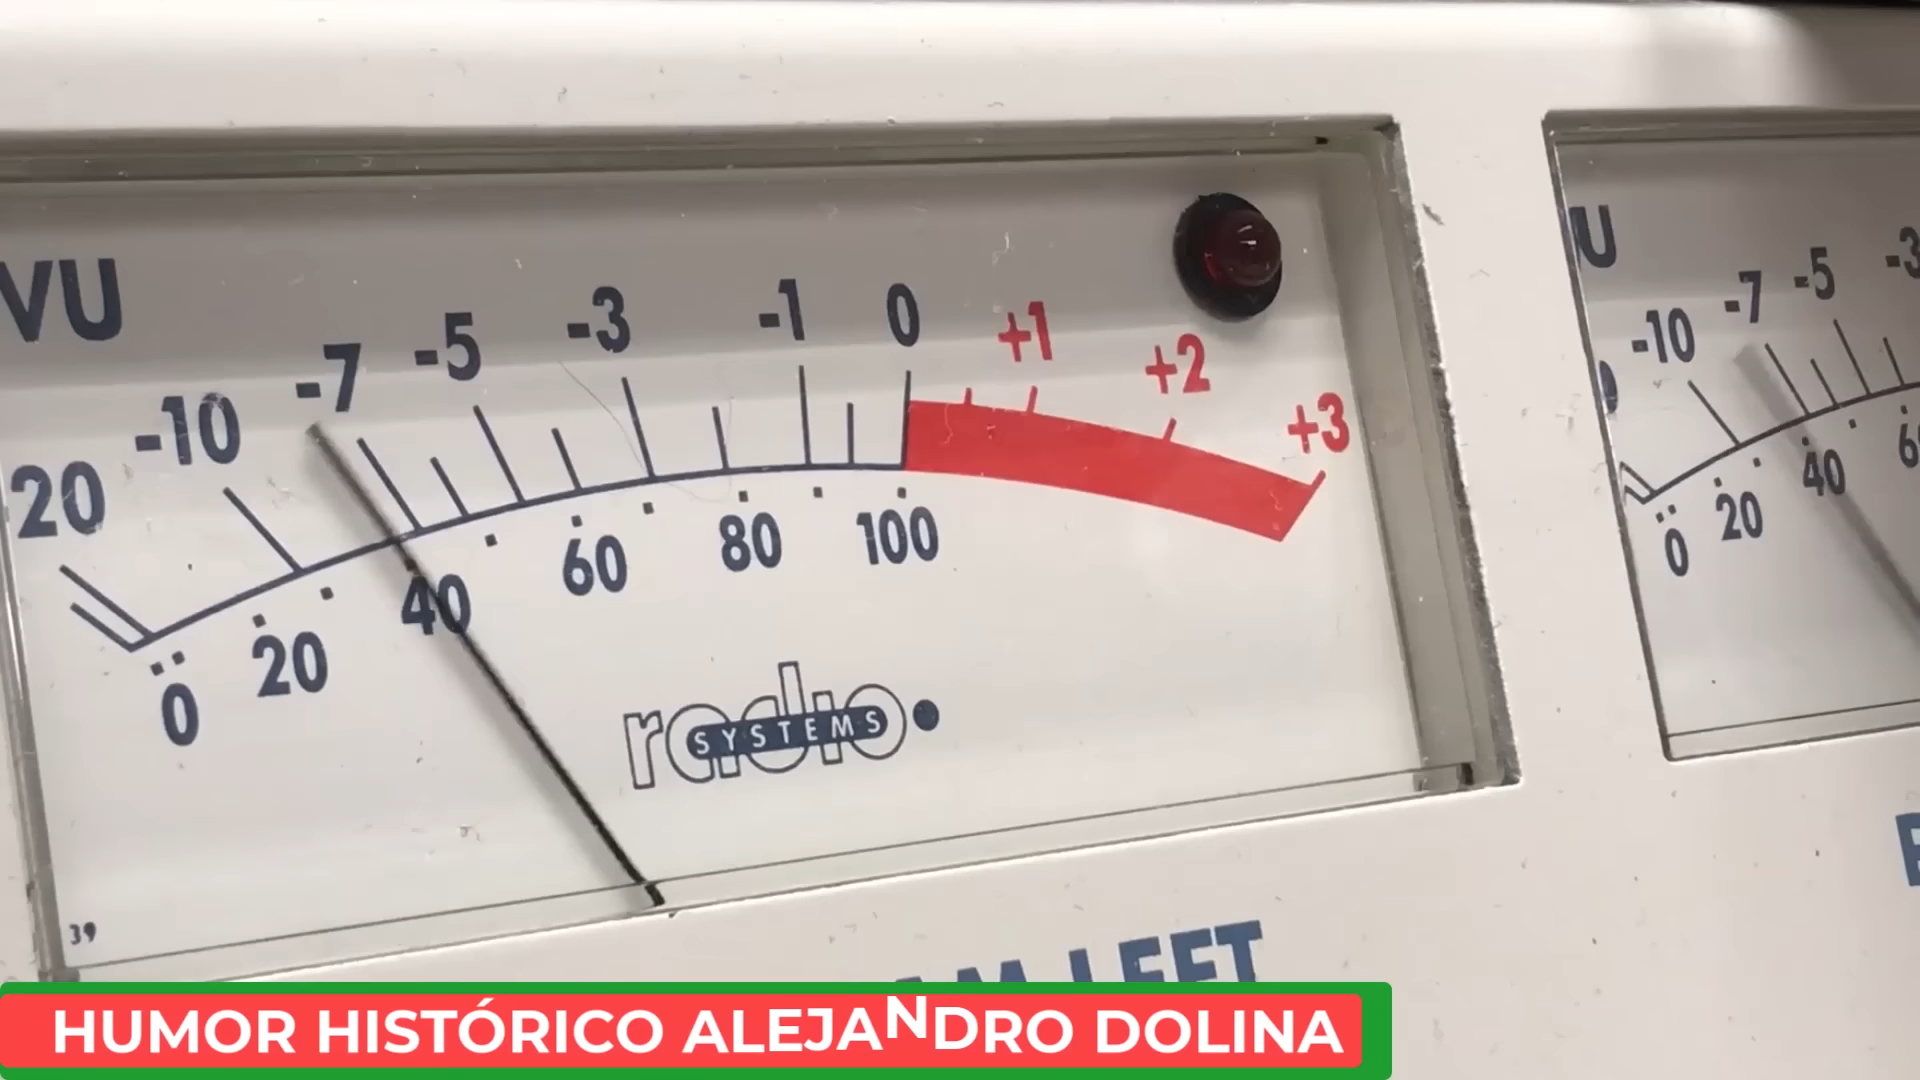 VU
20 -10 -7 -5 -3 -1 0 +1 +2 +3
0 20 40 60 80 100
radio
SYSTEMS
39
U
-10 -7 -5 -3
0 20 40
LEFT
HUMOR HISTÓRICO ALEJANDRO DOLINA